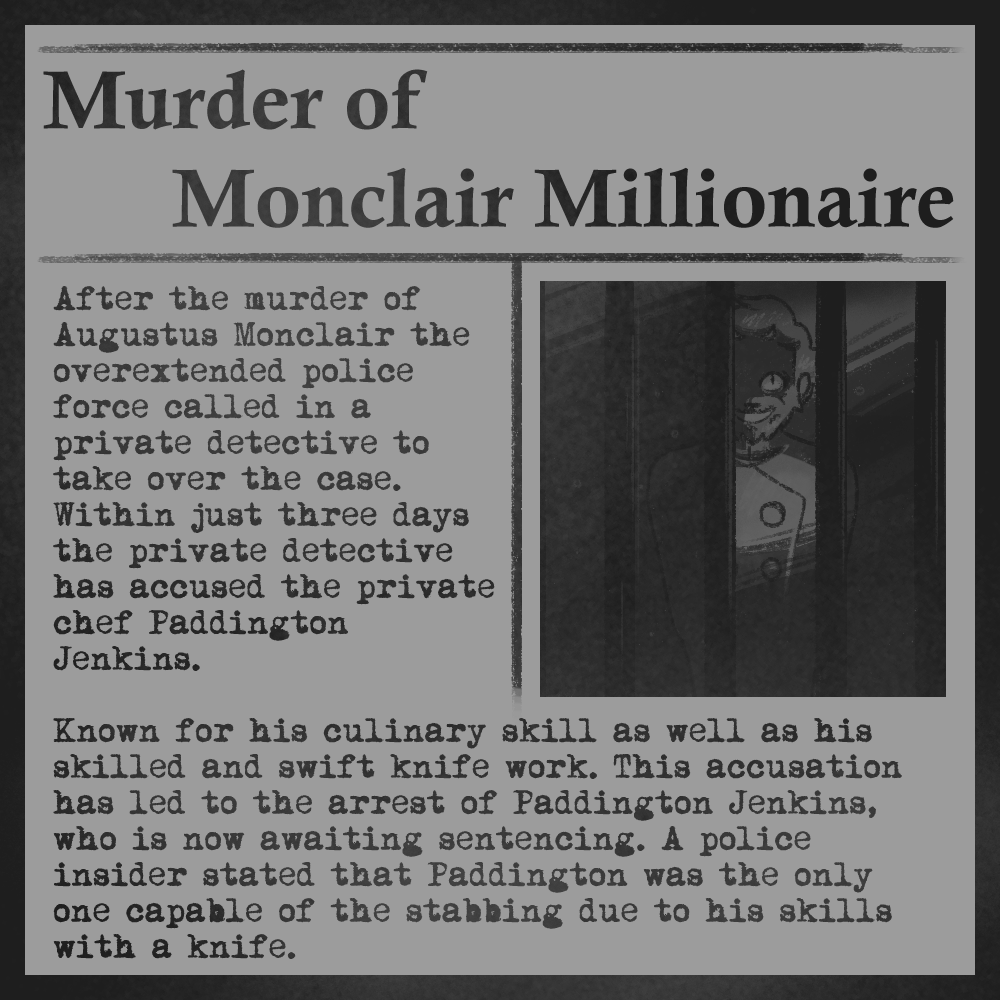 Murder of
Monclair Millionaire
After the murder of
Augustus Monclair the
overextended police
force called in a
private detective to
take over the case.
Within just three days
the private detective
has accused the private
chef Paddington
Jenkins.
Known for his culinary skill as well as his
skilled and swift knife work. This accusation
has led to the arrest of Paddington Jenkins,
who is now awaiting sentencing. A police
insider stated that Paddington was the only
one capable of the stabbing due to his skills
with a knife.